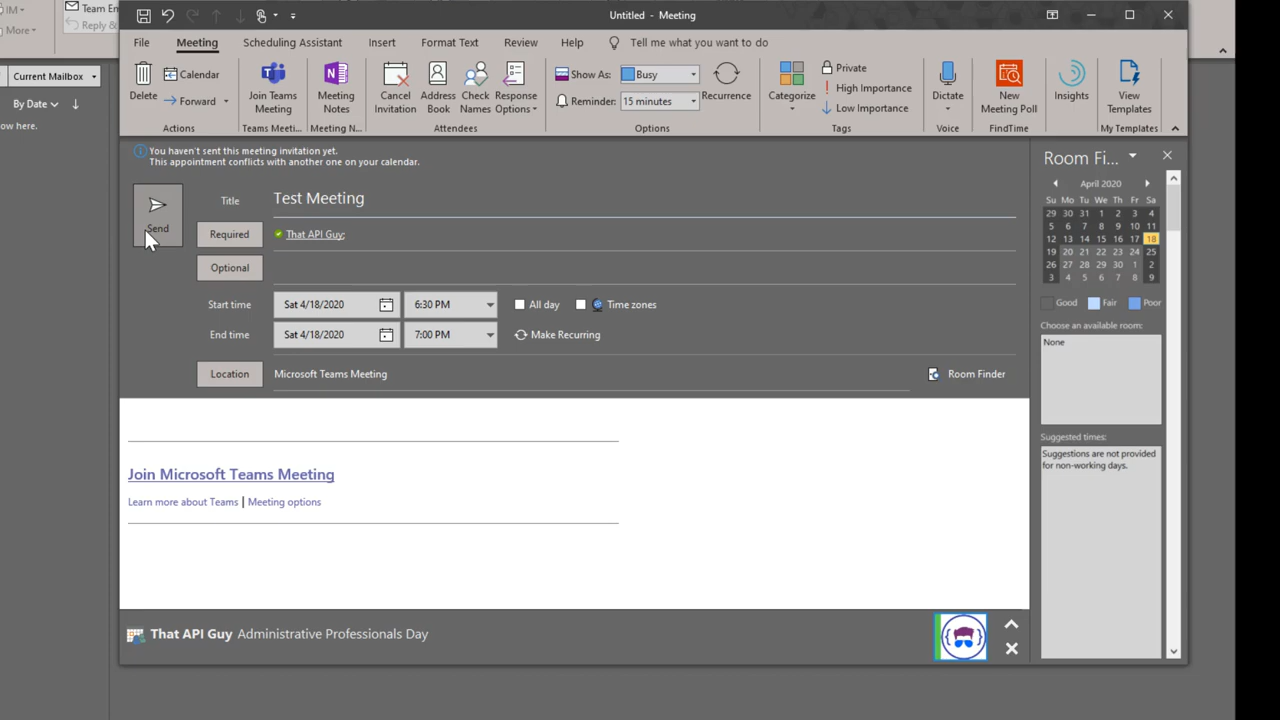 IM
Team En
Reply &
More
Untitled - Meeting
File Meeting Scheduling Assistant Insert Format Text Review Help Tell me what you want to do
Current Mailbox
By Date
ow here.
Delete
Calendar
Forward
Actions
Join Teams
Meeting
Teams Meeti...
Meeting
Notes
Meeting N...
Cancel
Invitation
Address
Book
Check
Names
Response
Options
Attendees
Show As: Busy
Reminder: 15 minutes
Recurrence
Options
Categorize
Private
High Importance
Low Importance
Tags
Dictate
Voice
New
Meeting Poll
FindTime
Insights
View
Templates
My Templates
You haven't sent this meeting invitation yet.
This appointment conflicts with another one on your calendar.
Send
Title Test Meeting
Required That API Guy;
Optional
Start time Sat 4/18/2020 6:30 PM All day Time zones
End time Sat 4/18/2020 7:00 PM Make Recurring
Location Microsoft Teams Meeting Room Finder
Join Microsoft Teams Meeting
Learn more about Teams | Meeting options
That API Guy Administrative Professionals Day
Room Fi...
April 2020
Su Mo Tu We Th Fr Sa
29 30 31 1 2 3 4
5 6 7 8 9 10 11
12 13 14 15 16 17 18
19 20 21 22 23 24 25
26 27 28 29 30 1 2
3 4 5 6 7 8 9
Good Fair Poor
Choose an available room:
None
Suggested times:
Suggestions are not provided
for non-working days.